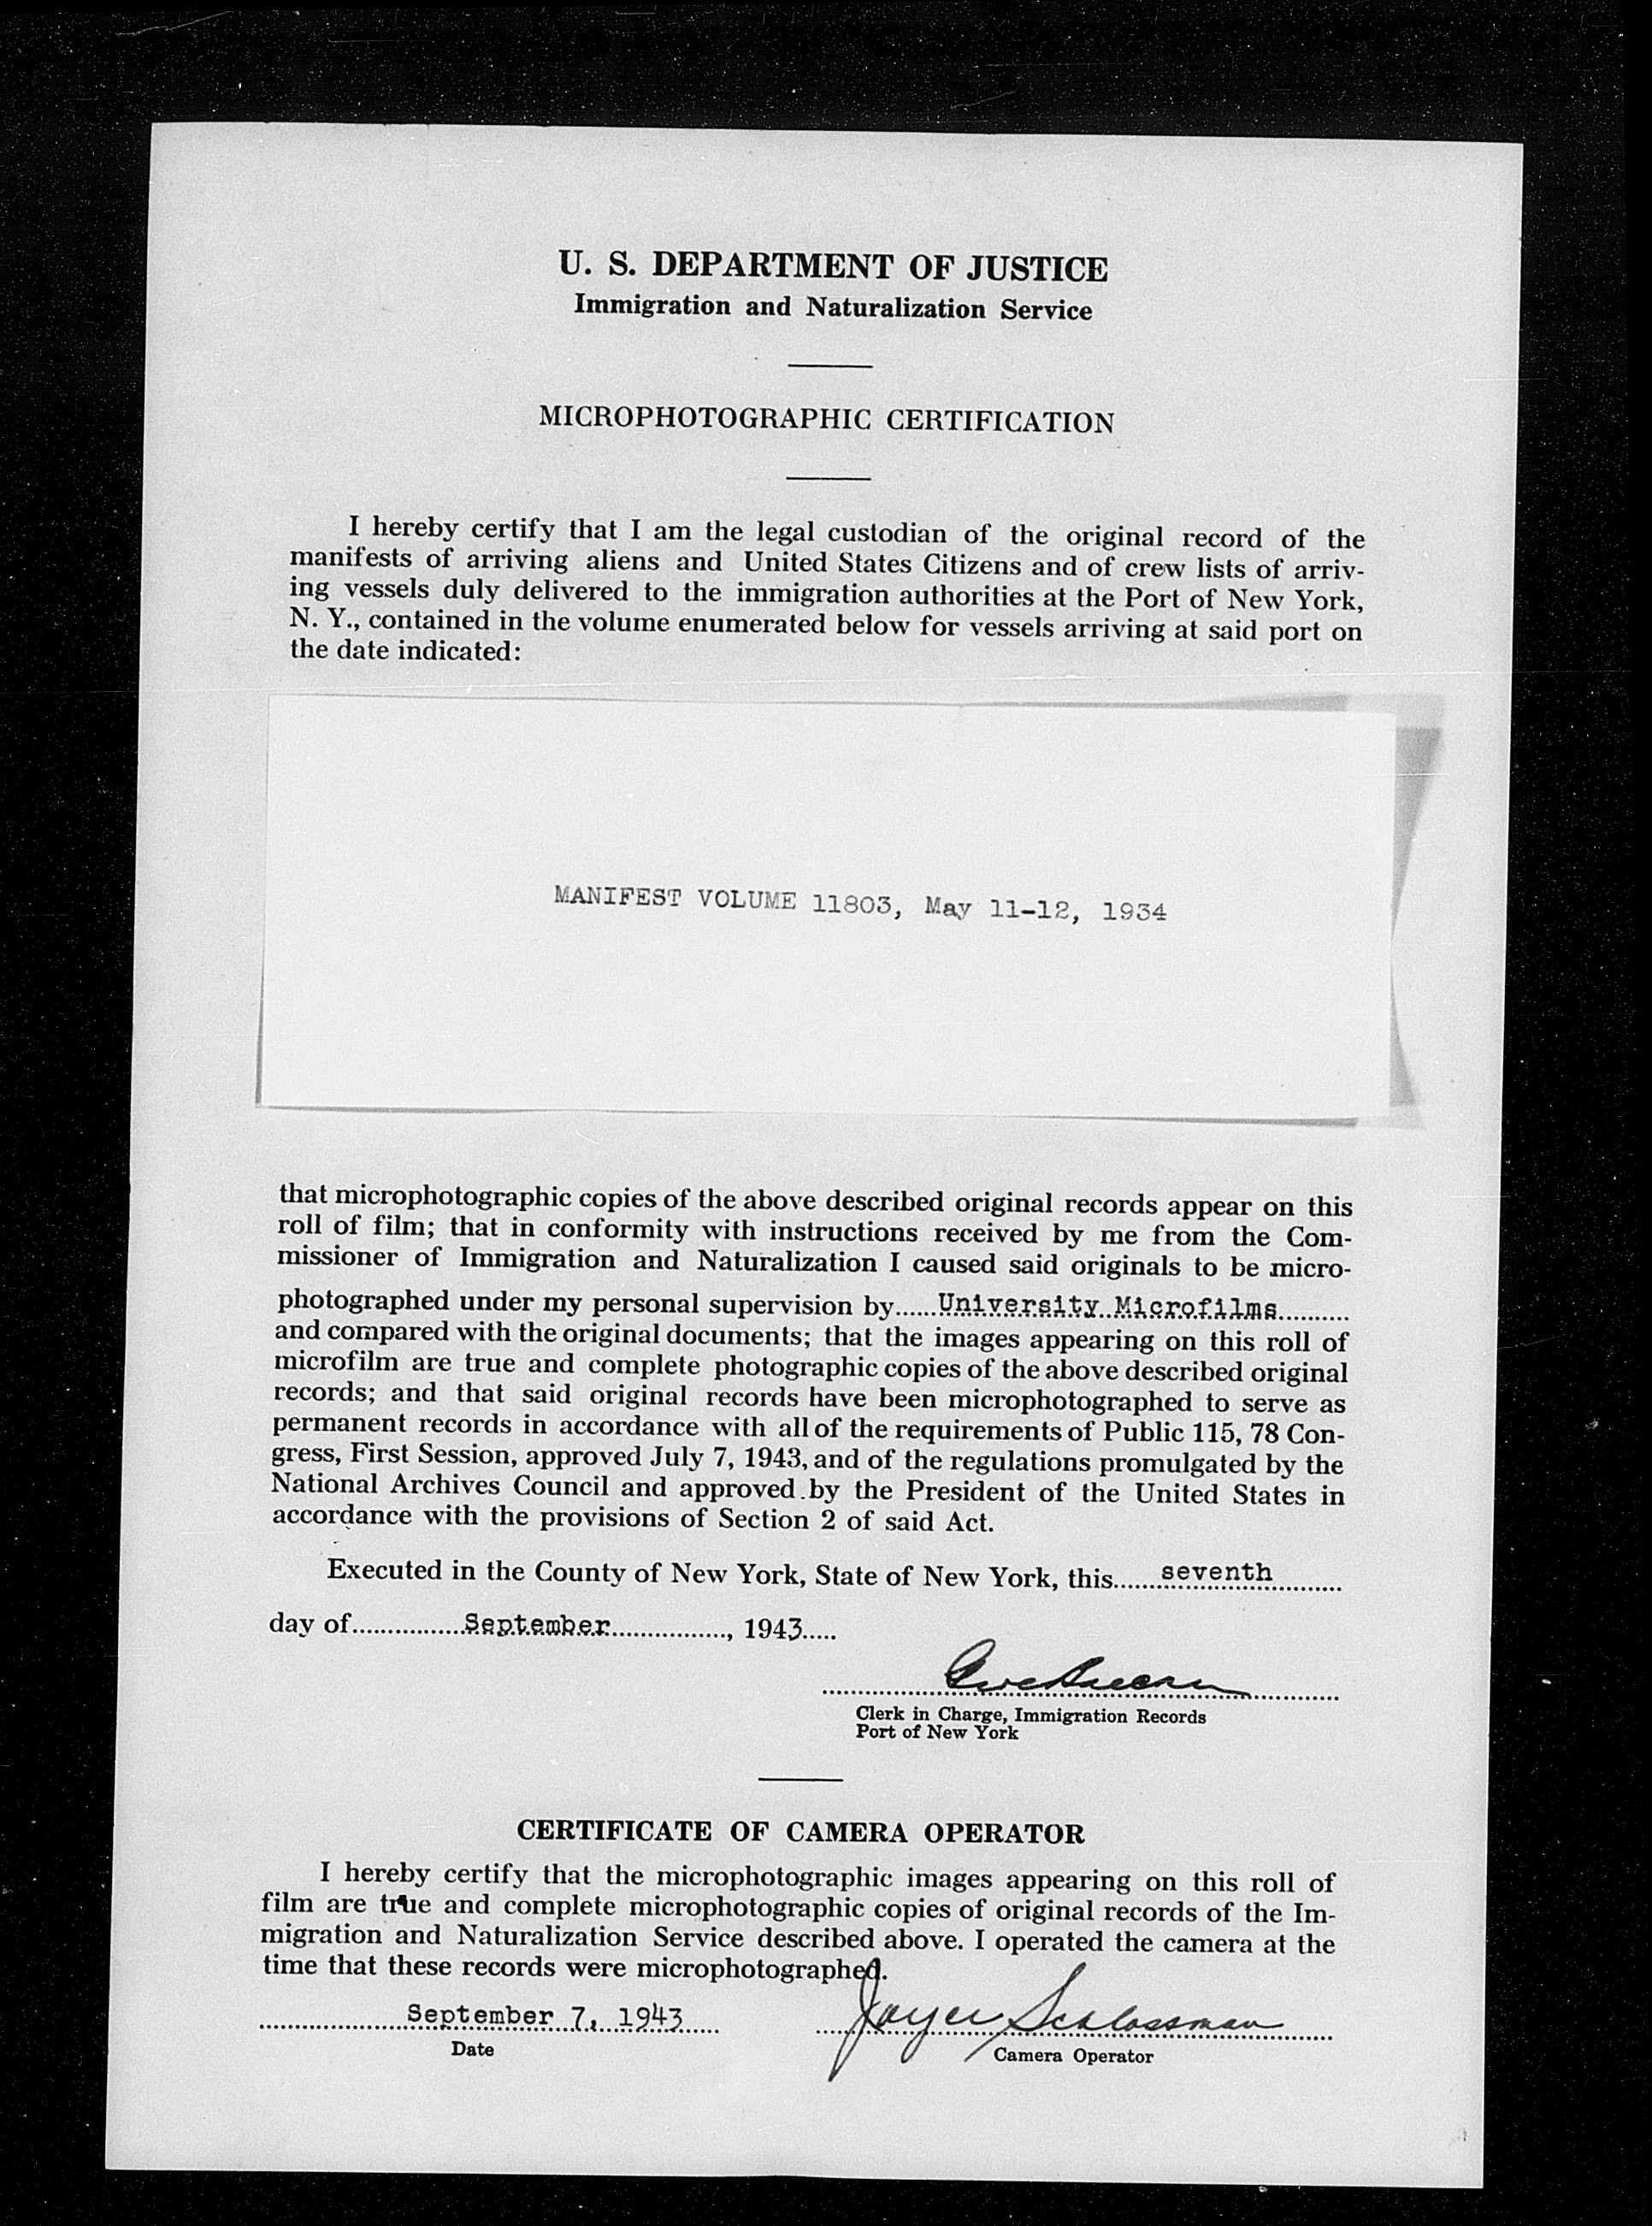 U. S. DEPARTMENT OF JUSTICE
Immigration and Naturalization Service
MICROPHOTOGRAPHIC CERTIFICATION
I hereby certify that I am the legal custodian of the original record of the
manifests of arriving aliens and United States Citizens and of crew lists of arriv-
ing vessels duly delivered to the immigration authorities at the Port of New York,
N. Y., contained in the volume enumerated below for vessels arriving at said port on
the date indicated:
MANIFEST VOLUME 11803, May 11-12, 1934
that microphotographic copies of the above described original records appear on this
roll of film; that in conformity with instructions received by me from the Com-
missioner of Immigration and Naturalization I caused said originals to be micro-
photographed under my personal supervision by......University Microfilms..........
and compared with the original documents; that the images appearing on this roll of
microfilm are true and complete photographic copies of the above described original
records; and that said original records have been microphotographed to serve as
permanent records in accordance with all of the requirements of Public 115, 78 Con-
gress, First Session, approved July 7, 1943, and of the regulations promulgated by the
National Archives Council and approved by the President of the United States in
accordance with the provisions of Section 2 of said Act.
Executed in the County of New York, State of New York, this.......seventh..........
day of................September................., 1943.....
Clerk in Charge, Immigration Records
Port of New York
CERTIFICATE OF CAMERA OPERATOR
I hereby certify that the microphotographic images appearing on this roll of
film are true and complete microphotographic copies of original records of the Im-
migration and Naturalization Service described above. I operated the camera at the
time that these records were microphotographed.
September 7, 1943 Schlossman
Date Camera Operator